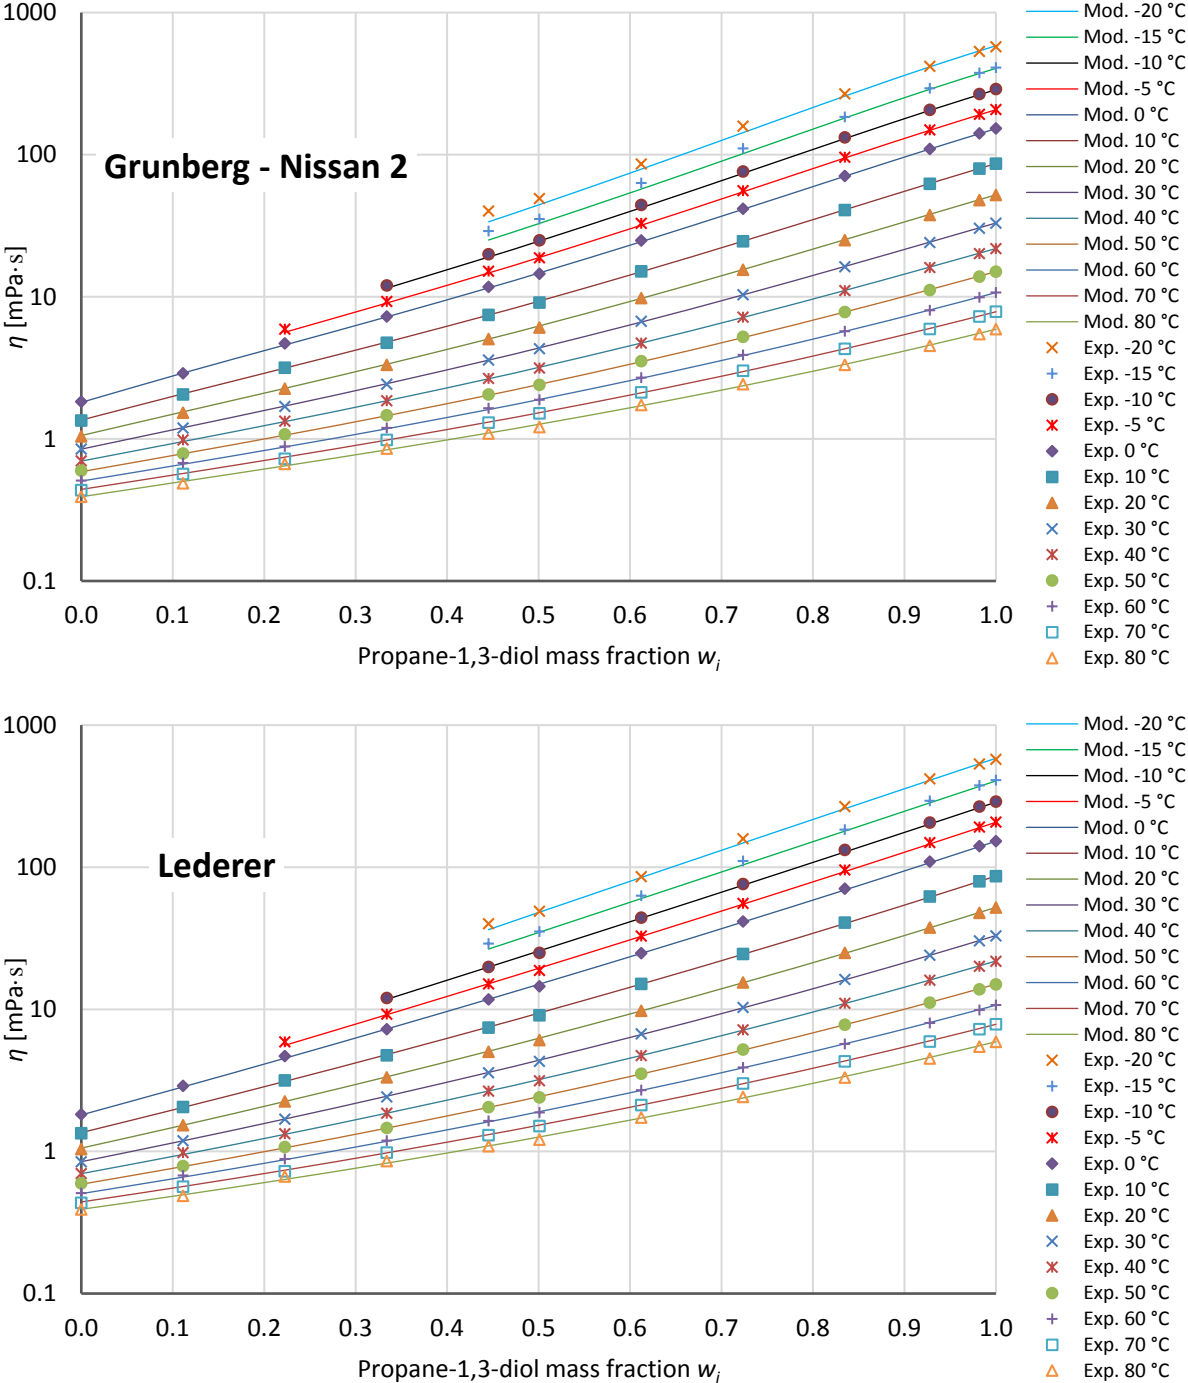 1000
100
10
1
0.1
η [mPa·s]
Grunberg - Nissan 2
0.0 0.1 0.2 0.3 0.4 0.5 0.6 0.7 0.8 0.9 1.0
Propane-1,3-diol mass fraction wi
Mod. -20 °C
Mod. -15 °C
Mod. -10 °C
Mod. -5 °C
Mod. 0 °C
Mod. 10 °C
Mod. 20 °C
Mod. 30 °C
Mod. 40 °C
Mod. 50 °C
Mod. 60 °C
Mod. 70 °C
Mod. 80 °C
Exp. -20 °C
Exp. -15 °C
Exp. -10 °C
Exp. -5 °C
Exp. 0 °C
Exp. 10 °C
Exp. 20 °C
Exp. 30 °C
Exp. 40 °C
Exp. 50 °C
Exp. 60 °C
Exp. 70 °C
Exp. 80 °C
1000
100
10
1
0.1
η [mPa·s]
Lederer
0.0 0.1 0.2 0.3 0.4 0.5 0.6 0.7 0.8 0.9 1.0
Propane-1,3-diol mass fraction wi
Mod. -20 °C
Mod. -15 °C
Mod. -10 °C
Mod. -5 °C
Mod. 0 °C
Mod. 10 °C
Mod. 20 °C
Mod. 30 °C
Mod. 40 °C
Mod. 50 °C
Mod. 60 °C
Mod. 70 °C
Mod. 80 °C
Exp. -20 °C
Exp. -15 °C
Exp. -10 °C
Exp. -5 °C
Exp. 0 °C
Exp. 10 °C
Exp. 20 °C
Exp. 30 °C
Exp. 40 °C
Exp. 50 °C
Exp. 60 °C
Exp. 70 °C
Exp. 80 °C